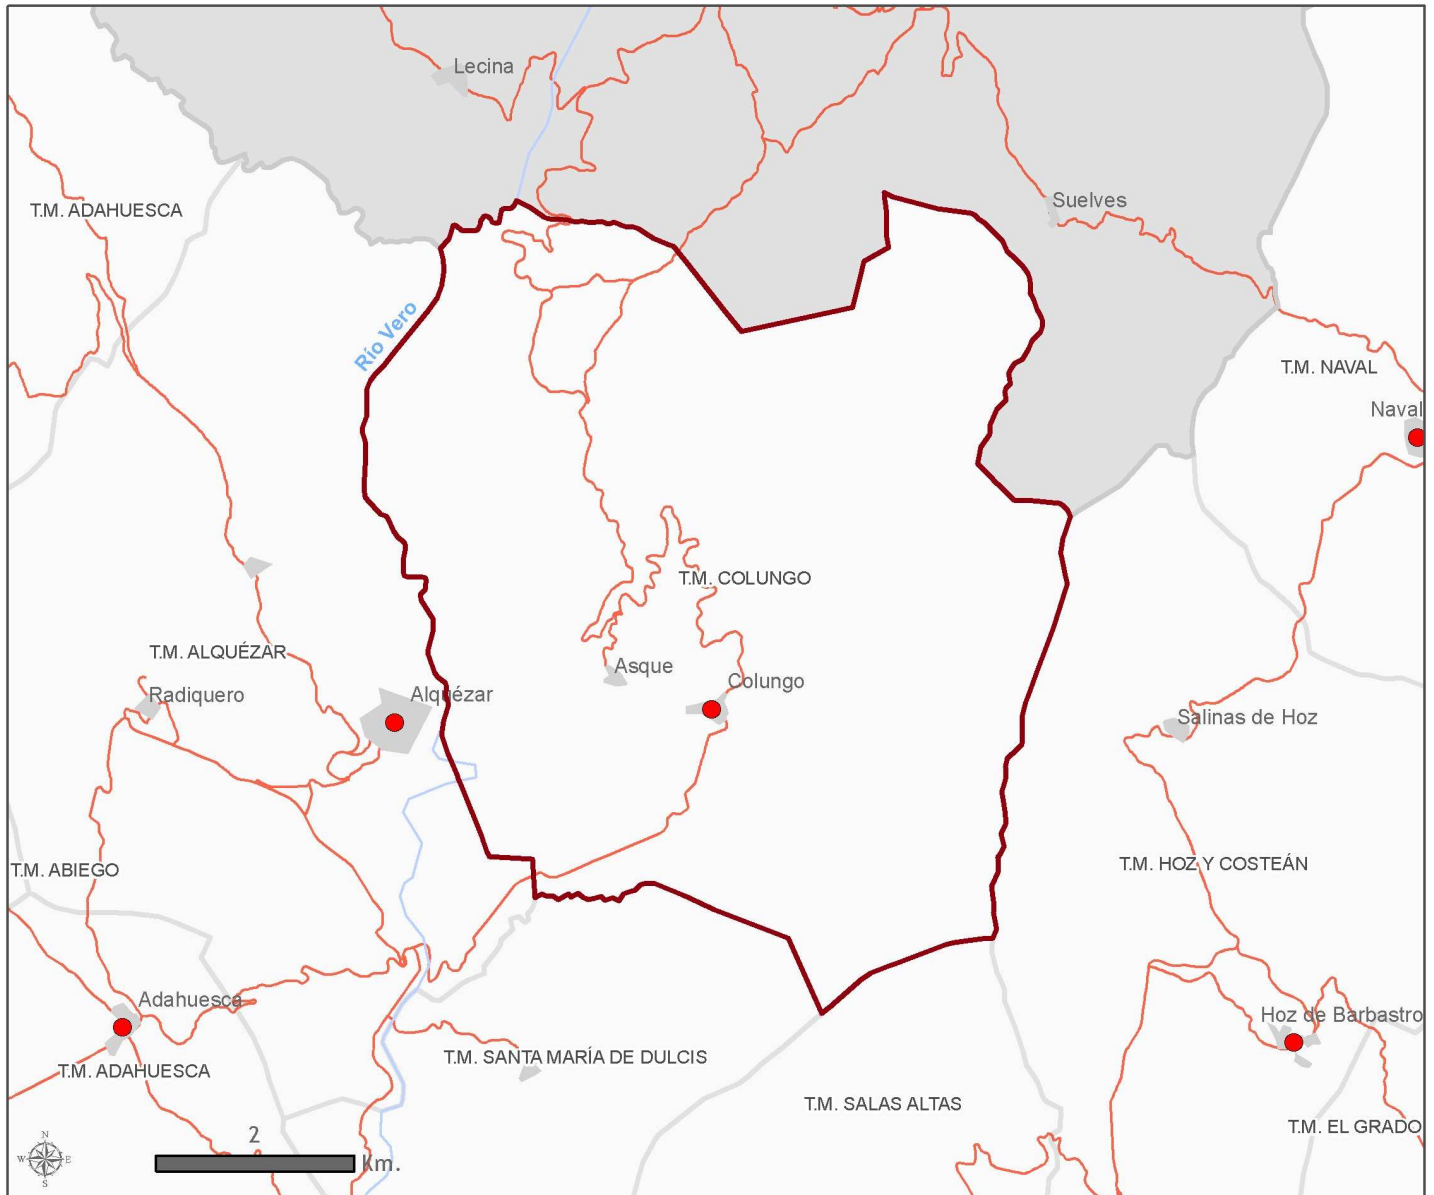 Lecina
T.M. ADAHUESCA
Suelves
Río Vero
T.M. NAVAL
Naval
T.M. COLUNGO
T.M. ALQUÉZAR
Asque
Colungo
Radiquero
Alquézar
Salinas de Hoz
T.M. ABIEGO
T.M. HOZ Y COSTEÁN
Adahuesca
Hoz de Barbastro
T.M. SANTA MARÍA DE DULCIS
T.M. ADAHUESCA
T.M. SALAS ALTAS
T.M. EL GRADO
N
W E
S
2
Km.